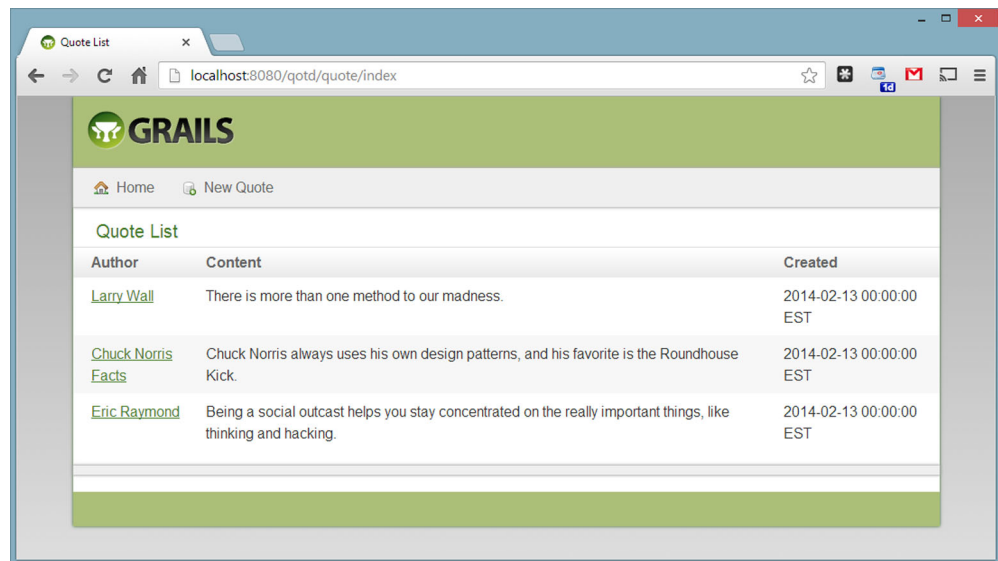 Quote List
localhost:8080/qotd/quote/index
1d
GRAILS
Home New Quote
Quote List
Author Content Created
Larry Wall There is more than one method to our madness. 2014-02-13 00:00:00
EST
Chuck Norris Chuck Norris always uses his own design patterns, and his favorite is the Roundhouse 2014-02-13 00:00:00
Facts Kick. EST
Eric Raymond Being a social outcast helps you stay concentrated on the really important things, like 2014-02-13 00:00:00
thinking and hacking. EST